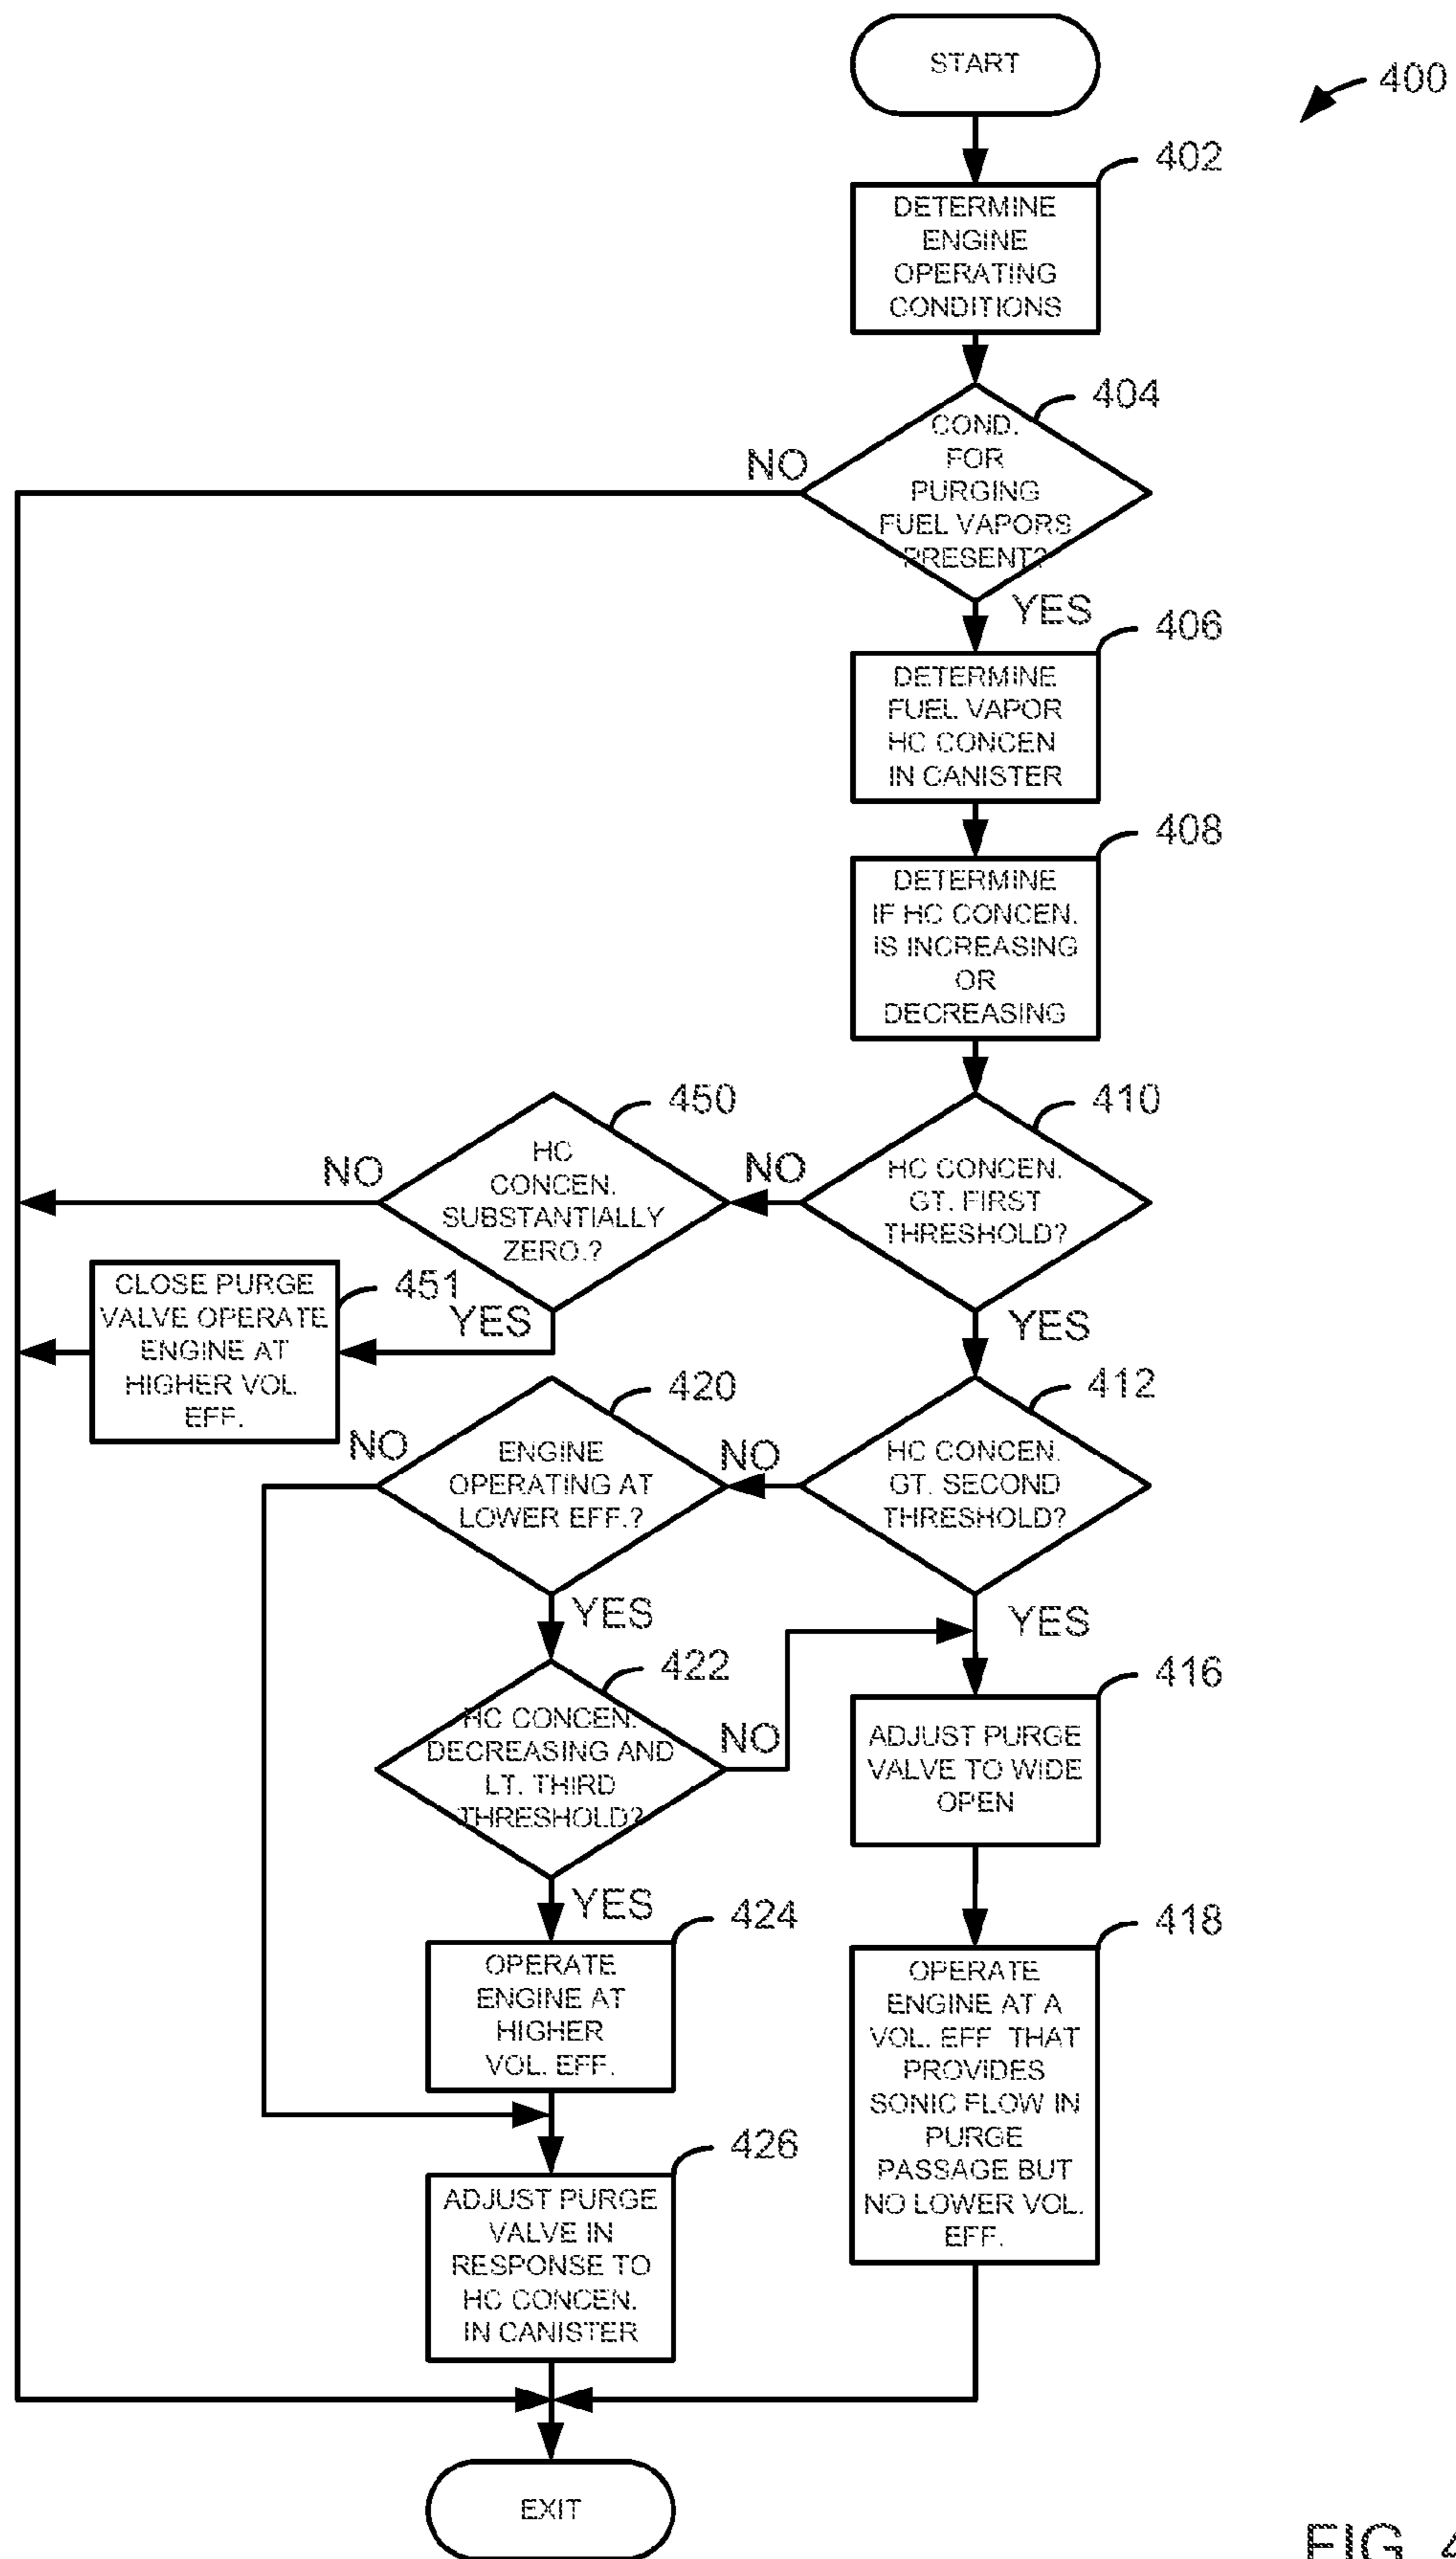 START
400
402
DETERMINE
ENGINE
OPERATING
CONDITIONS
404
COND.
FOR
PURGING
FUEL VAPORS
PRESENT?
NO
YES
406
DETERMINE
FUEL VAPOR
HC CONCEN
IN CANISTER
408
DETERMINE
IF HC CONCEN.
IS INCREASING
OR
DECREASING
410
HC CONCEN.
GT. FIRST
THRESHOLD?
NO
YES
450
HC
CONCEN.
SUBSTANTIALLY
ZERO.?
NO
YES
451
CLOSE PURGE
VALVE OPERATE
ENGINE AT
HIGHER VOL.
EFF.
412
HC CONCEN.
GT. SECOND
THRESHOLD?
NO
YES
420
ENGINE
OPERATING AT
LOWER EFF.?
NO
YES
422
HC CONCEN.
DECREASING AND
LT. THIRD
THRESHOLD?
NO
YES
416
ADJUST PURGE
VALVE TO WIDE
OPEN
418
OPERATE
ENGINE AT A
VOL. EFF THAT
PROVIDES
SONIC FLOW IN
PURGE
PASSAGE BUT
NO LOWER VOL.
EFF.
424
OPERATE
ENGINE AT
HIGHER
VOL. EFF.
426
ADJUST PURGE
VALVE IN
RESPONSE TO
HC CONCEN.
IN CANISTER
EXIT
FIG. 4